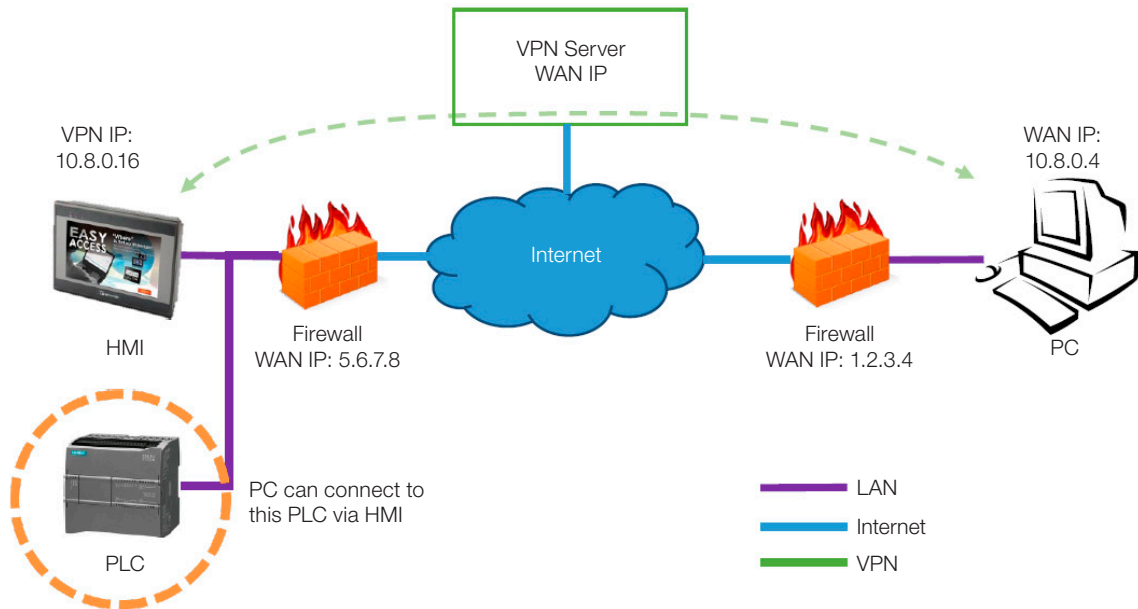 VPN Server
WAN IP
VPN IP:
10.8.0.16
WAN IP:
10.8.0.4
EASY
ACCESS
Internet
HMI
Firewall
WAN IP: 5.6.7.8
Firewall
WAN IP: 1.2.3.4
PC
PC can connect to
this PLC via HMI
PLC
LAN
Internet
VPN